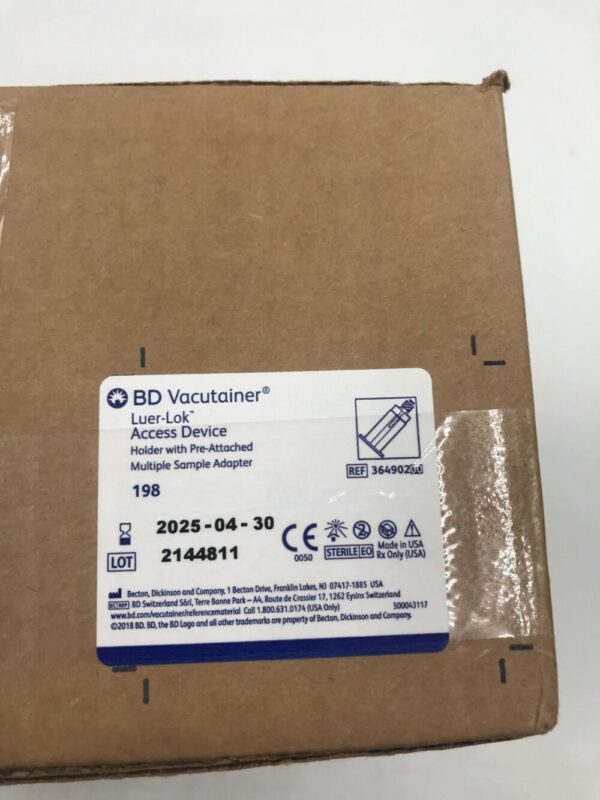 BD Vacutainer®
Luer-Lok™
Access Device
Holder with Pre-Attached
Multiple Sample Adapter
198
REF 364902
2025-04-30
LOT 2144811
CE
0050
STERILE EO
Made in USA
Rx Only (USA)
Becton, Dickinson and Company, 1 Becton Drive, Franklin Lakes, NJ 07417-1885 USA
EC REP BD Switzerland Sàrl, Terre Bonne Park – A4, Route de Crassier 17, 1262 Eysins Switzerland
www.bd.com/vacutainer/referencematerial Call 1.800.631.0174 (USA Only)
500043117
©2018 BD. BD, the BD Logo and all other trademarks are property of Becton, Dickinson and Company.